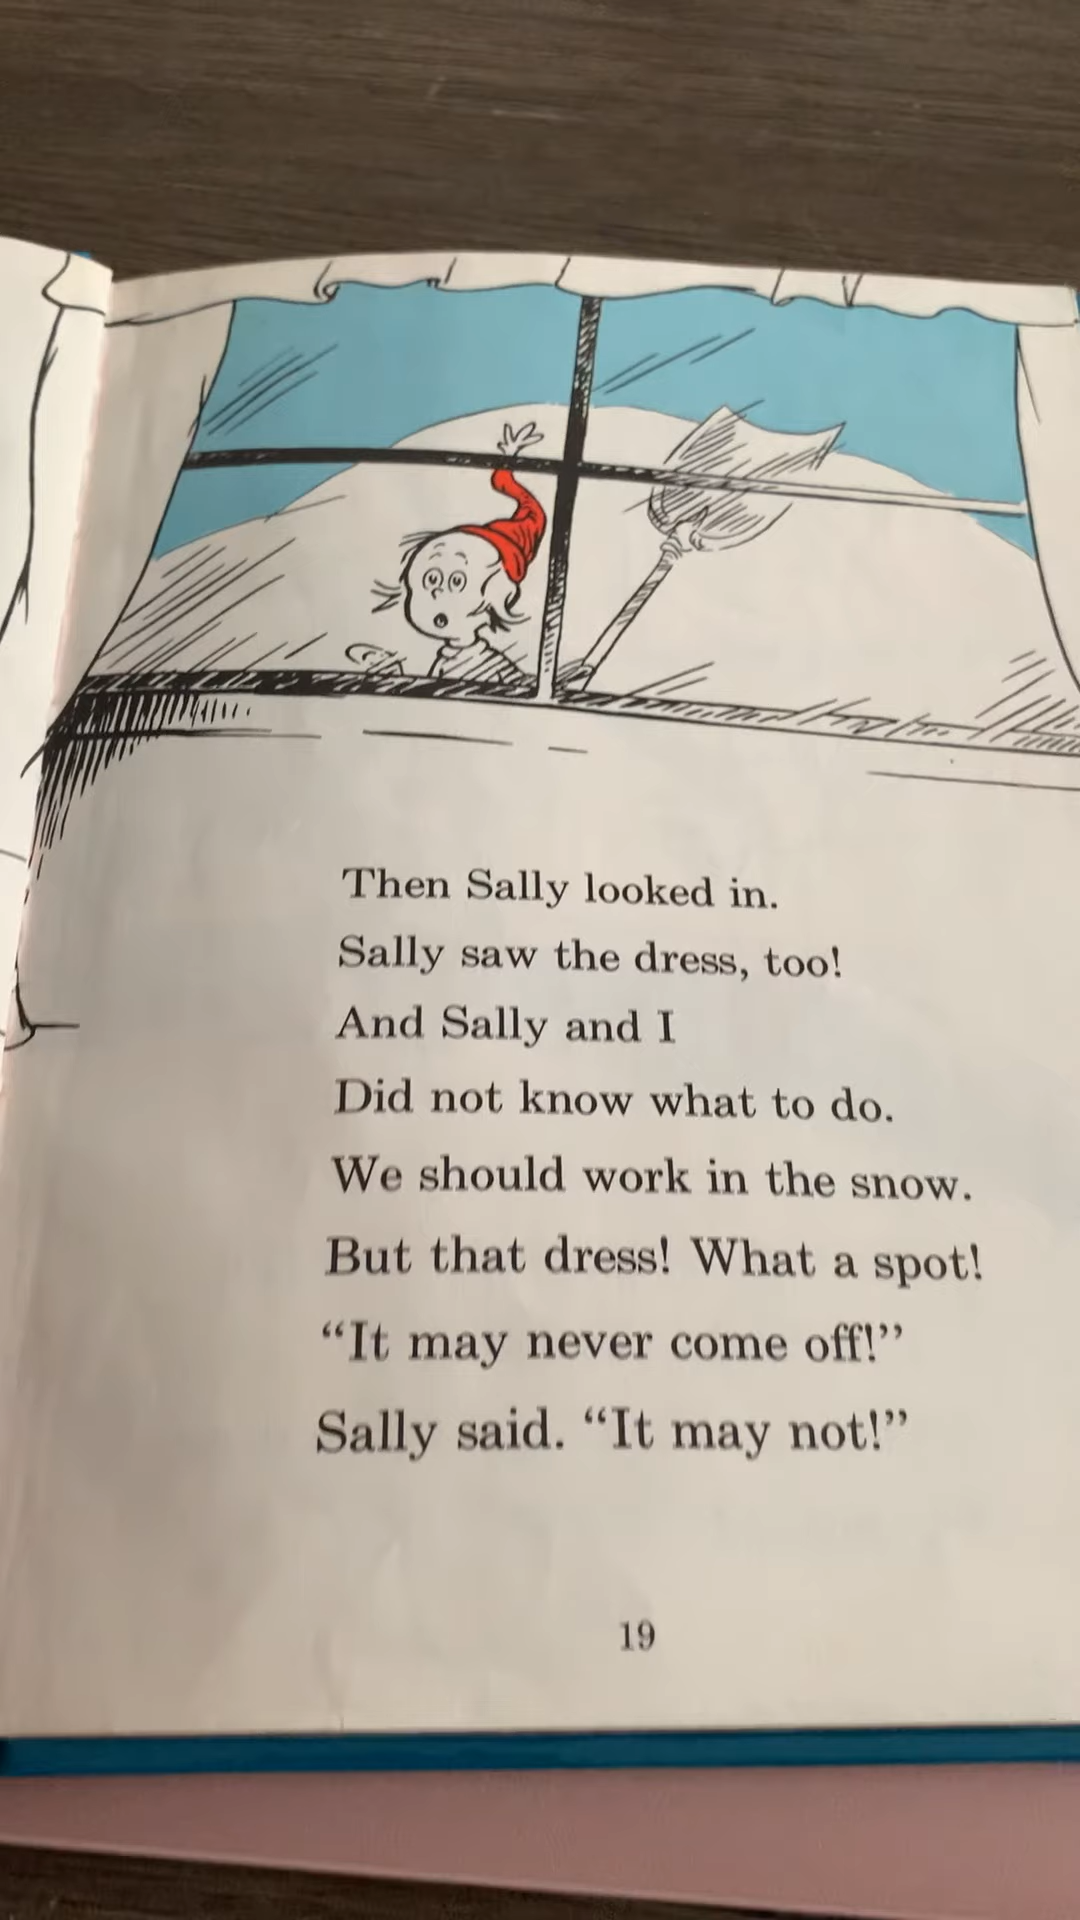 Then Sally looked in.
Sally saw the dress, too!
And Sally and I
Did not know what to do.
We should work in the snow.
But that dress! What a spot!
“It may never come off!”
Sally said. “It may not!”
19